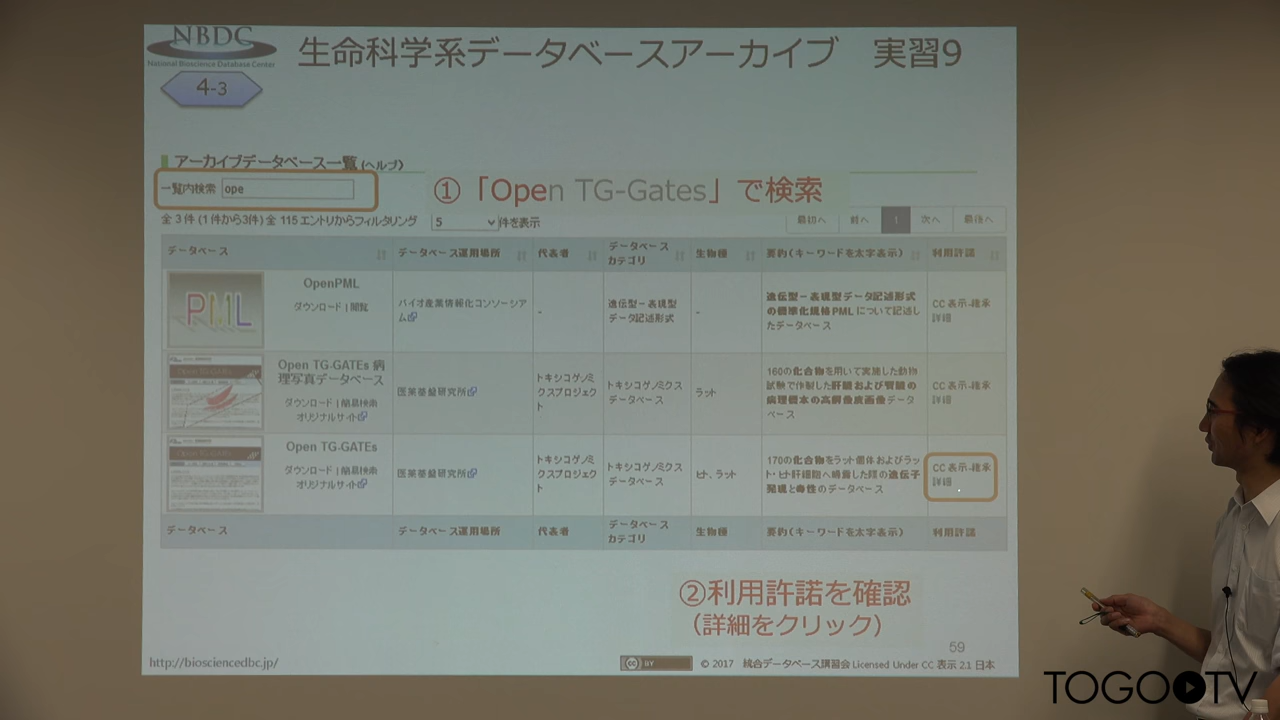 NBDC
National Bioscience Database Center
生命科学系データベースアーカイブ 実習9
4-3
アーカイブデータベース一覧 (ヘルプ)
一覧内検索 ope
①「Open TG-Gates」で検索
全 3 件 (1 件から3件) 全 115 エントリからフィルタリング 5 件を表示
最初へ 前へ 1 次へ 最後へ
データベース データベース運用場所 代表者 データベースカテゴリ 生物種 要約(キーワードを太字表示) 利用許諾
PML
OpenPML
ダウンロード | 閲覧
バイオ産業情報化コンソーシアム
-
遺伝型－表現型データ記述形式
-
遺伝型－表現型データ記述形式
の標準化規格 PML について記述し
たデータベース
CC 表示-継承
詳細
Open TG-GATEs 病
理写真データベース
ダウンロード | 簡易検索
オリジナルサイト
医薬基盤研究所
トキシコゲノミ
クスプロジェク
ト
トキシコゲノミクス
データベース
ラット
160の化合物を用いて実施した動物
試験で作製した肝臓および腎臓の
病理標本の高解像度画像データ
ベース
CC 表示-継承
詳細
Open TG-GATEs
ダウンロード | 簡易検索
オリジナルサイト
医薬基盤研究所
トキシコゲノミ
クスプロジェク
ト
トキシコゲノミクス
データベース
ヒト、ラット
170の化合物をラット個体およびラッ
ト・ヒト肝細胞へ曝露した際の遺伝子
発現と毒性のデータベース
CC 表示-継承
詳細
データベース データベース運用場所 代表者 データベースカテゴリ 生物種 要約(キーワードを太字表示) 利用許諾
②利用許諾を確認
（詳細をクリック）
59
http://biosciencedbc.jp/
cc BY
© 2017 統合データベース講習会 Licensed Under CC 表示 2.1 日本
TOGO TV